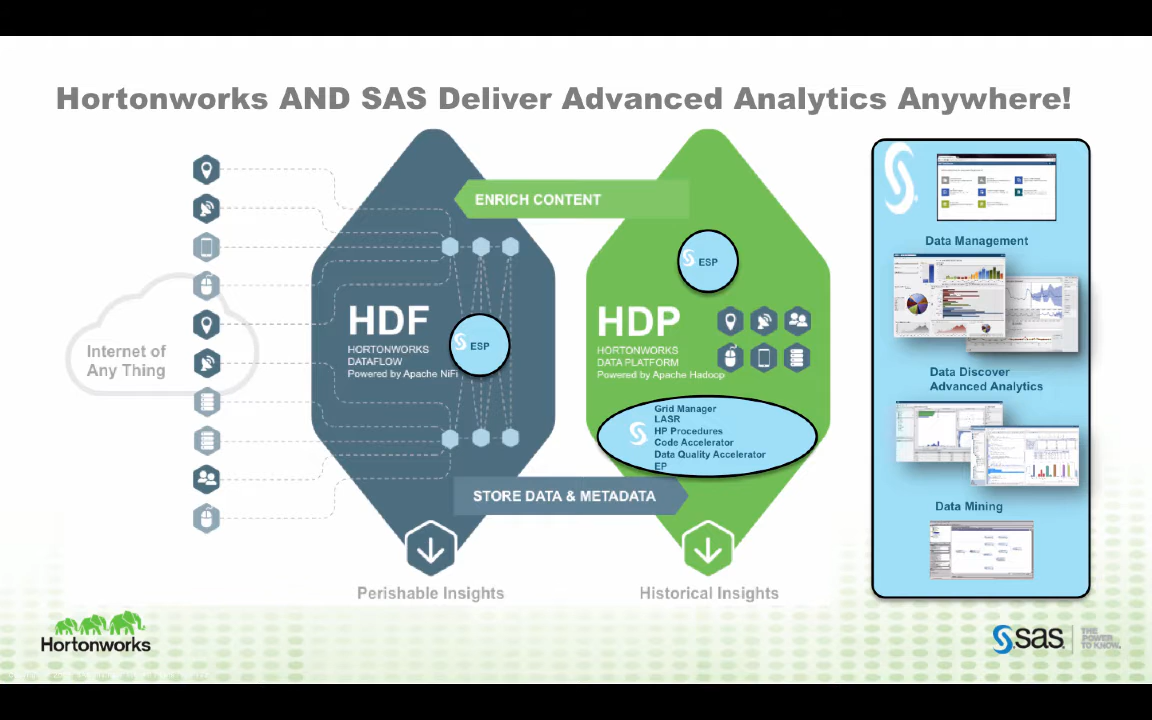 Hortonworks AND SAS Deliver Advanced Analytics Anywhere!
ENRICH CONTENT
Internet of
Any Thing
HDF
HORTONWORKS
DATAFLOW
Powered by Apache NiFi
ESP
ESP
HDP
HORTONWORKS
DATA PLATFORM
Powered by Apache Hadoop
Grid Manager
LASR
HP Procedures
Code Accelerator
Data Quality Accelerator
EP
STORE DATA & METADATA
Perishable Insights
Historical Insights
Data Management
Data Discover
Advanced Analytics
Data Mining
Hortonworks
sas
THE
POWER
TO KNOW.